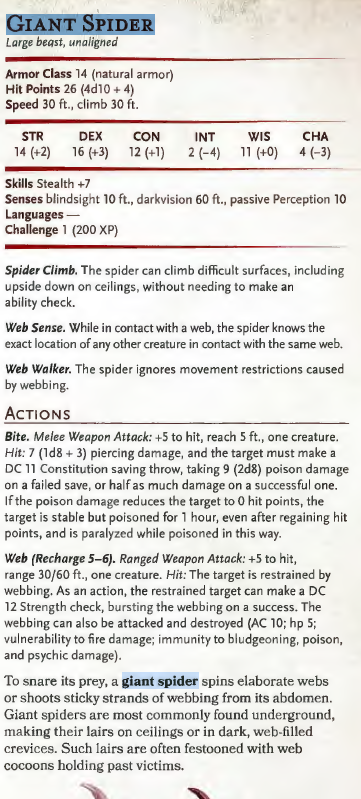 GIANT SPIDER
Large beast, unaligned
Armor Class 14 (natural armor)
Hit Points 26 (4d10 + 4)
Speed 30 ft., climb 30 ft.
STR DEX CON INT WIS CHA
14 (+2) 16 (+3) 12 (+1) 2 (−4) 11 (+0) 4 (−3)
Skills Stealth +7
Senses blindsight 10 ft., darkvision 60 ft., passive Perception 10
Languages —
Challenge 1 (200 XP)
Spider Climb. The spider can climb difficult surfaces, including
upside down on ceilings, without needing to make an
ability check.
Web Sense. While in contact with a web, the spider knows the
exact location of any other creature in contact with the same web.
Web Walker. The spider ignores movement restrictions caused
by webbing.
ACTIONS
Bite. Melee Weapon Attack: +5 to hit, reach 5 ft., one creature.
Hit: 7 (1d8 + 3) piercing damage, and the target must make a
DC 11 Constitution saving throw, taking 9 (2d8) poison damage
on a failed save, or half as much damage on a successful one.
If the poison damage reduces the target to 0 hit points, the
target is stable but poisoned for 1 hour, even after regaining hit
points, and is paralyzed while poisoned in this way.
Web (Recharge 5–6). Ranged Weapon Attack: +5 to hit,
range 30/60 ft., one creature. Hit: The target is restrained by
webbing. As an action, the restrained target can make a DC
12 Strength check, bursting the webbing on a success. The
webbing can also be attacked and destroyed (AC 10; hp 5;
vulnerability to fire damage; immunity to bludgeoning, poison,
and psychic damage).
To snare its prey, a giant spider spins elaborate webs
or shoots sticky strands of webbing from its abdomen.
Giant spiders are most commonly found underground,
making their lairs on ceilings or in dark, web-filled
crevices. Such lairs are often festooned with web
cocoons holding past victims.